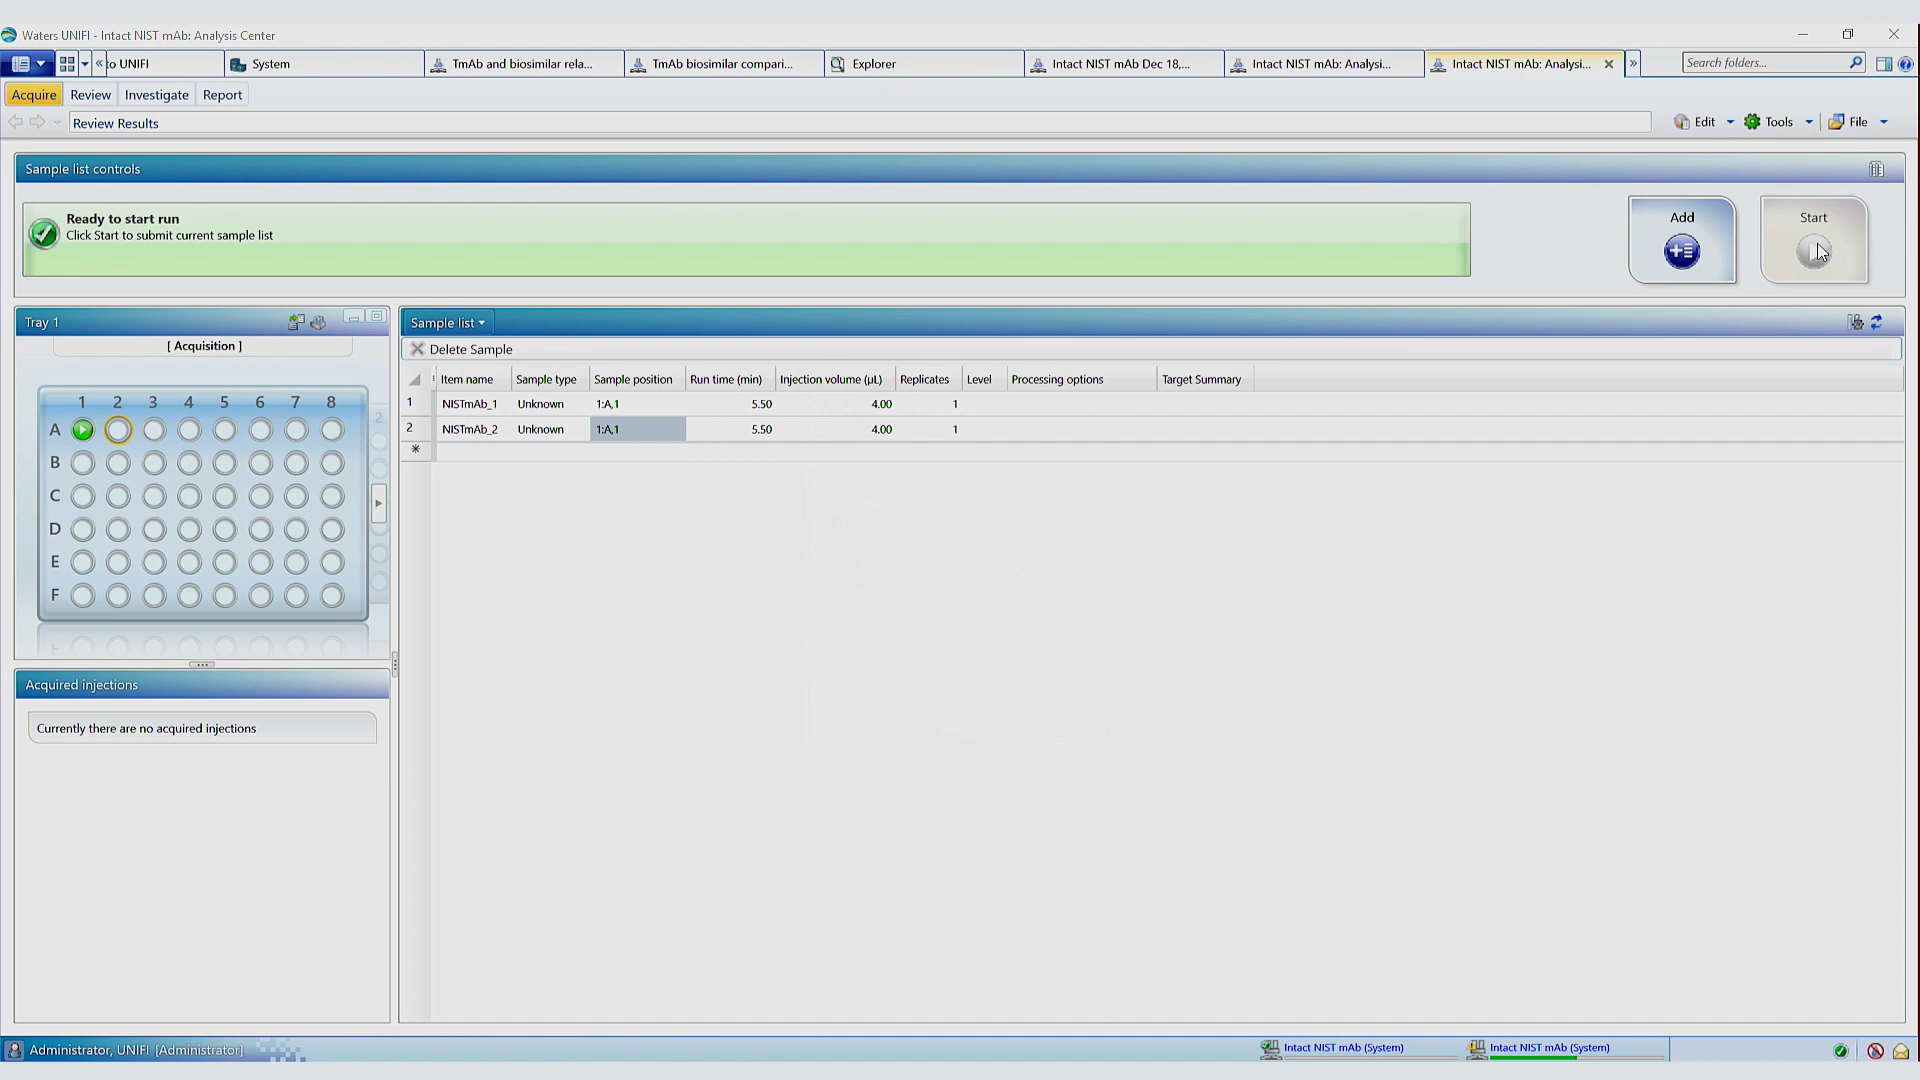 Waters UNIFI - Intact NIST mAb: Analysis Center
to UNIFI
System
TmAb and biosimilar rela...
TmAb biosimilar compari...
Explorer
Intact NIST mAb Dec 18,...
Intact NIST mAb: Analysi...
Intact NIST mAb: Analysi...
Search folders...
Acquire Review Investigate Report
Review Results
Edit Tools File
Sample list controls
Ready to start run
Click Start to submit current sample list
Add
Start
Tray 1
[ Acquisition ]
1 2 3 4 5 6 7 8
2
A
B
C
D
E
F
Acquired injections
Currently there are no acquired injections
Sample list
Delete Sample
Item name Sample type Sample position Run time (min) Injection volume (µL) Replicates Level Processing options Target Summary
1 NISTmAb_1 Unknown 1:A,1 5.50 4.00 1
2 NISTmAb_2 Unknown 1:A,1 5.50 4.00 1
Administrator, UNIFI [Administrator]
Intact NIST mAb (System)
Intact NIST mAb (System)